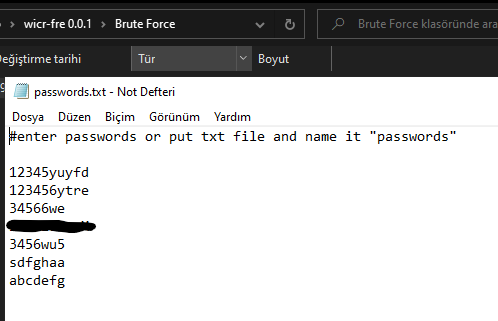 wicr-fre 0.0.1 > Brute Force
Brute Force klasöründe ara
Değiştirme tarihi Tür Boyut
passwords.txt - Not Defteri
Dosya Düzen Biçim Görünüm Yardım
#enter passwords or put txt file and name it "passwords"
12345yuyfd
123456ytre
34566we
3456wu5
sdfghaa
abcdefg